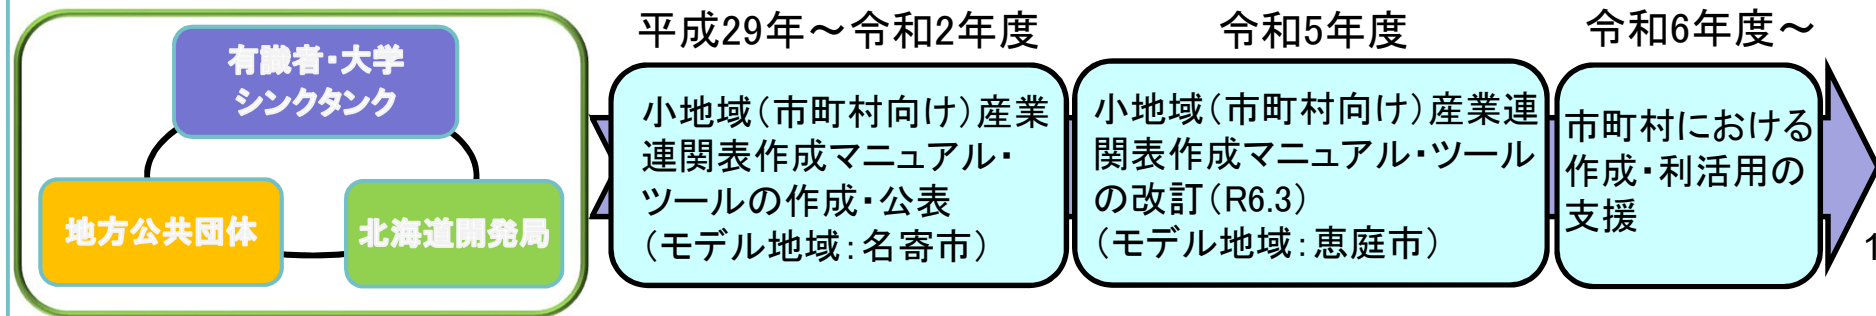 有識者・大学
シンクタンク
地方公共団体
北海道開発局
平成29年～令和2年度
小地域（市町村向け）産業
連関表作成マニュアル・
ツールの作成・公表
（モデル地域：名寄市）
令和5年度
小地域（市町村向け）産業連
関表作成マニュアル・ツール
の改訂（R6.3）
（モデル地域：恵庭市）
令和6年度～
市町村における
作成・利活用の
支援
1